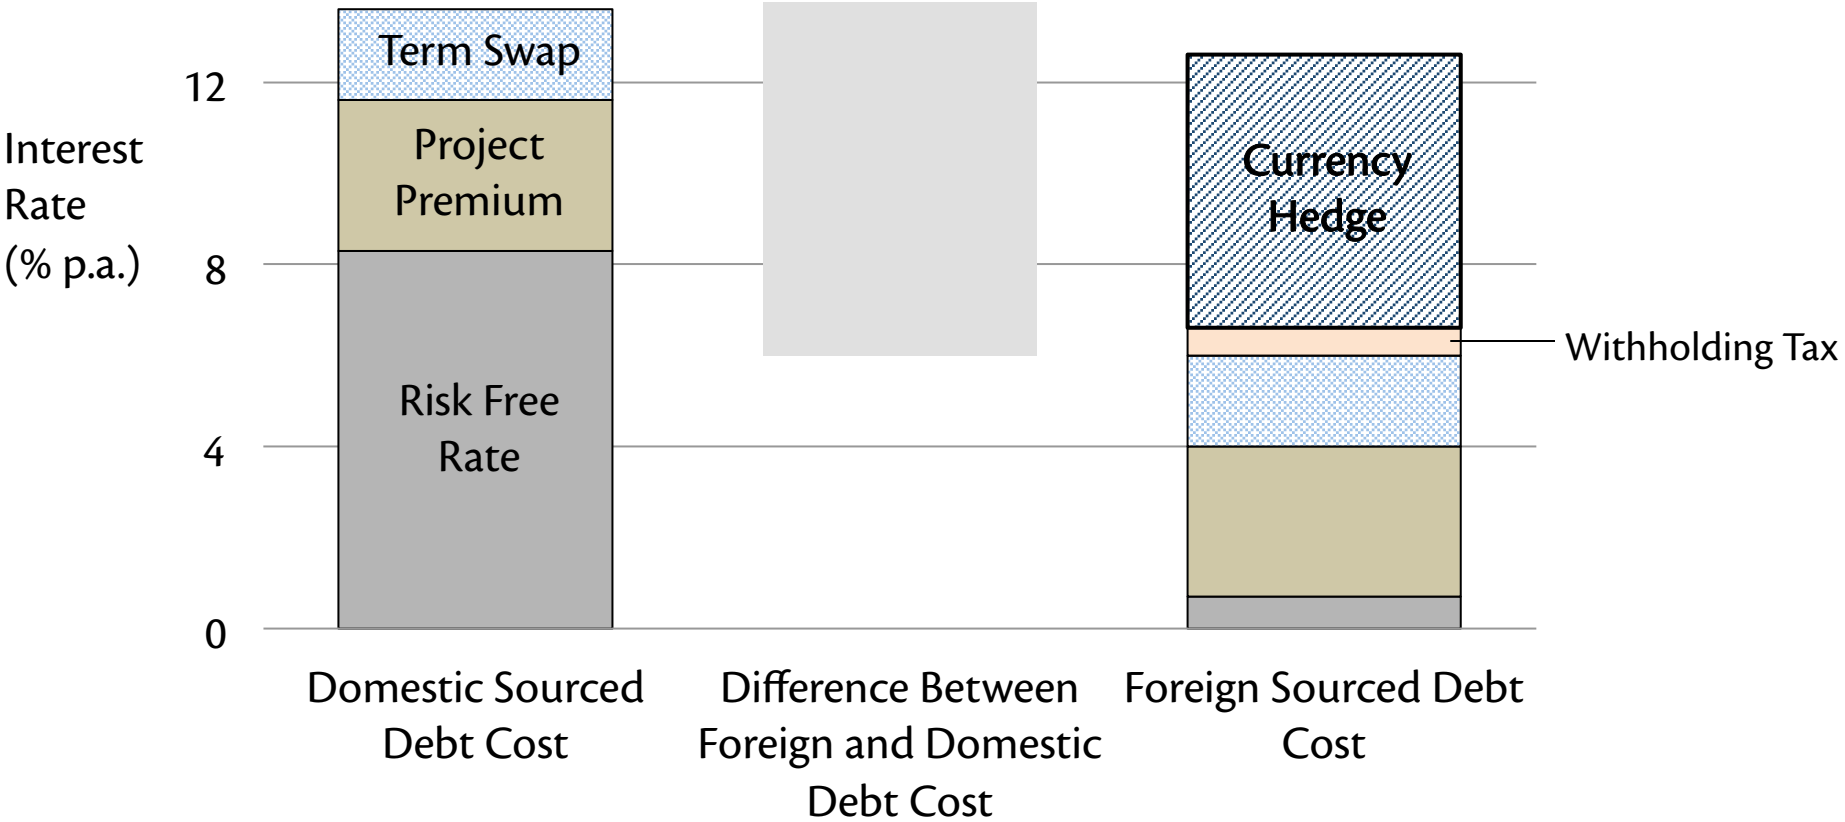 Term Swap
12
Project
Premium
Interest
Rate
(% p.a.)
Currency
Hedge
8
Withholding Tax
Risk Free
Rate
4
0
Domestic Sourced
Debt Cost
Difference Between
Foreign and Domestic
Debt Cost
Foreign Sourced Debt
Cost